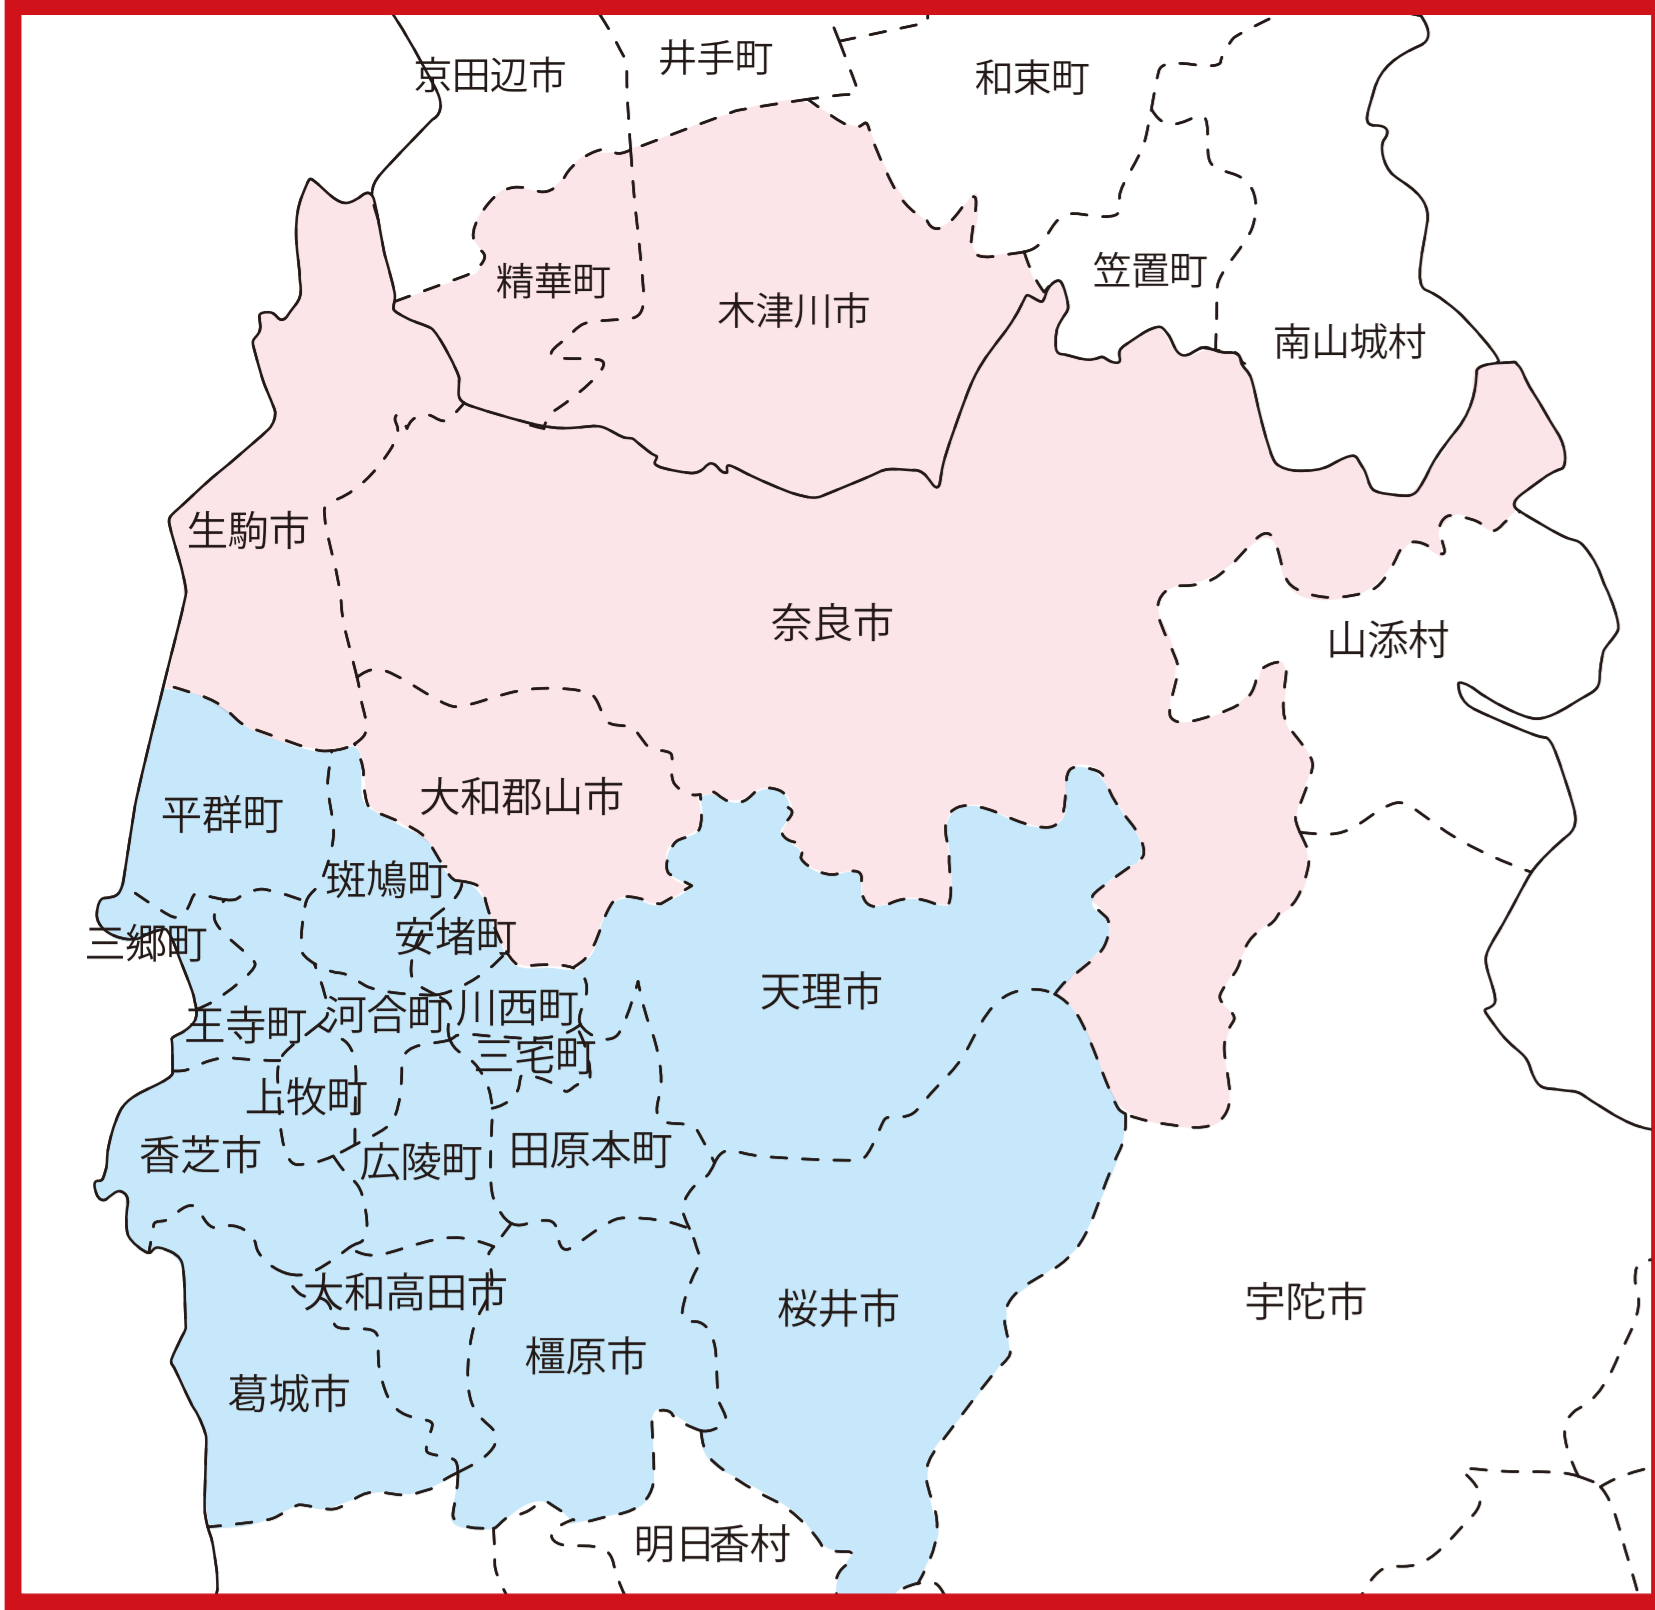 京田辺市
井手町
和束町
精華町
木津川市
笠置町
南山城村
生駒市
奈良市
山添村
大和郡山市
平群町
斑鳩町
三郷町
安堵町
天理市
王寺町
河合町
川西町
三宅町
上牧町
香芝市
広陵町
田原本町
大和高田市
桜井市
宇陀市
橿原市
葛城市
明日香村